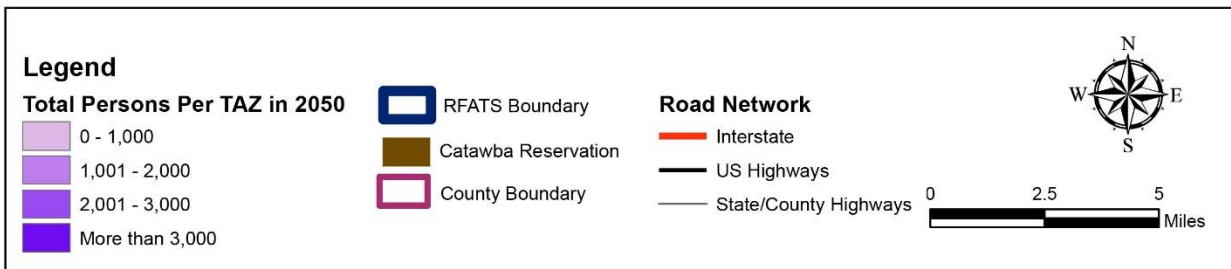 Legend
Total Persons Per TAZ in 2050
0 - 1,000
1,001 - 2,000
2,001 - 3,000
More than 3,000
RFATS Boundary
Catawba Reservation
County Boundary
Road Network
Interstate
US Highways
State/County Highways
N
W E
S
0 2.5 5
Miles